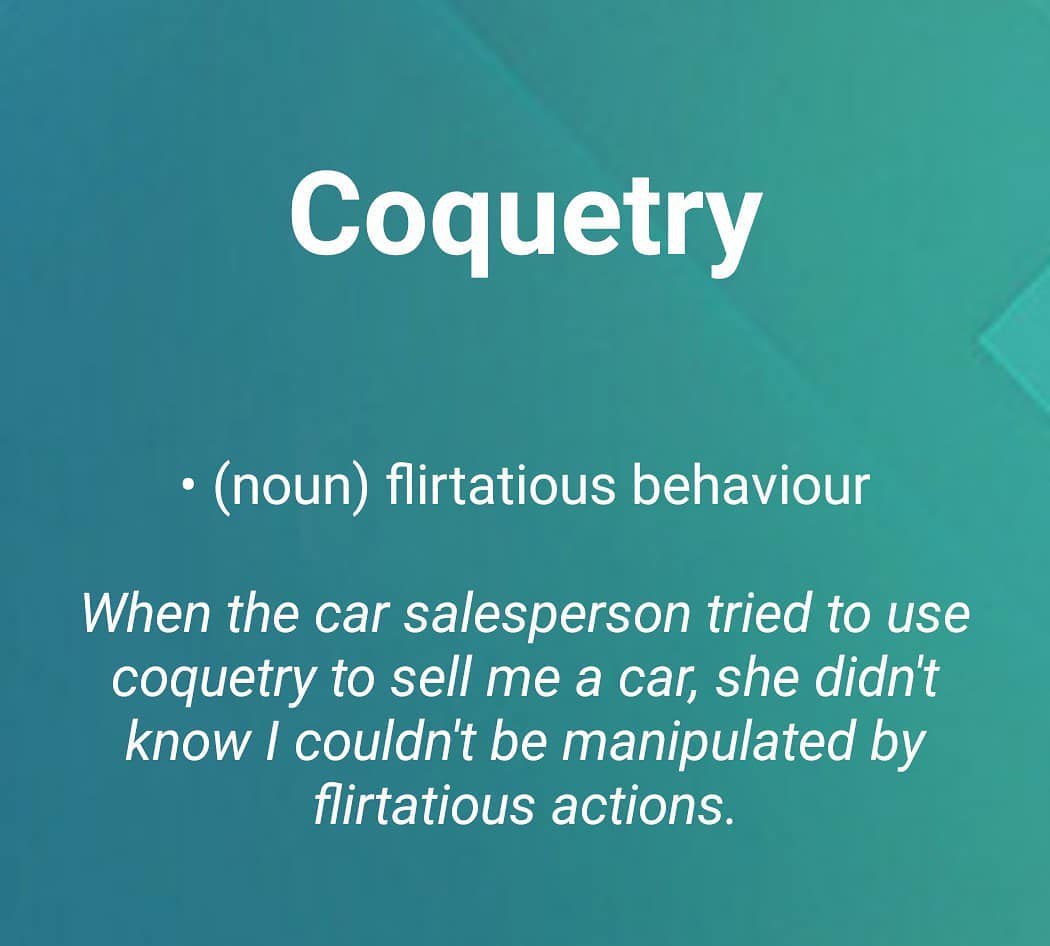 Coquetry
• (noun) flirtatious behaviour
When the car salesperson tried to use
coquetry to sell me a car, she didn't
know I couldn't be manipulated by
flirtatious actions.